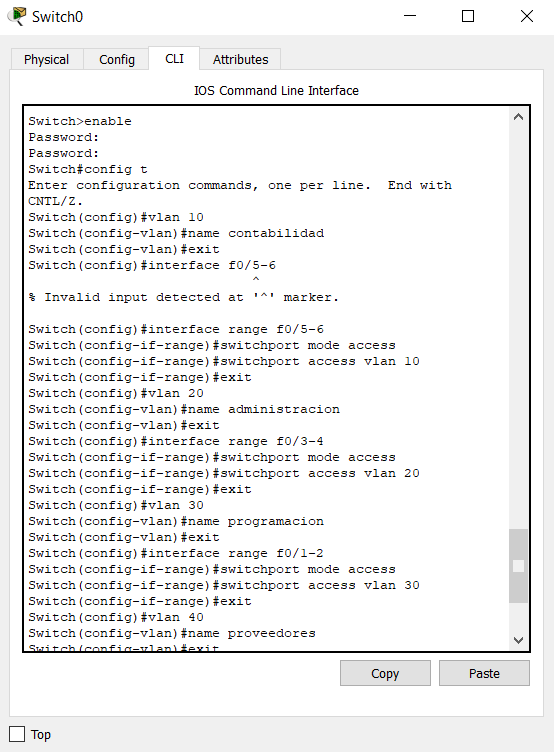 Switch0
Physical Config CLI Attributes
IOS Command Line Interface
Switch>enable
Password:
Password:
Switch#config t
Enter configuration commands, one per line.  End with
CNTL/Z.
Switch(config)#vlan 10
Switch(config-vlan)#name contabilidad
Switch(config-vlan)#exit
Switch(config)#interface f0/5-6
^
% Invalid input detected at '^' marker.
Switch(config)#interface range f0/5-6
Switch(config-if-range)#switchport mode access
Switch(config-if-range)#switchport access vlan 10
Switch(config-if-range)#exit
Switch(config)#vlan 20
Switch(config-vlan)#name administracion
Switch(config-vlan)#exit
Switch(config)#interface range f0/3-4
Switch(config-if-range)#switchport mode access
Switch(config-if-range)#switchport access vlan 20
Switch(config-if-range)#exit
Switch(config)#vlan 30
Switch(config-vlan)#name programacion
Switch(config-vlan)#exit
Switch(config)#interface range f0/1-2
Switch(config-if-range)#switchport mode access
Switch(config-if-range)#switchport access vlan 30
Switch(config-if-range)#exit
Switch(config)#vlan 40
Switch(config-vlan)#name proveedores
Switch(config-vlan)#exit
Copy Paste
Top